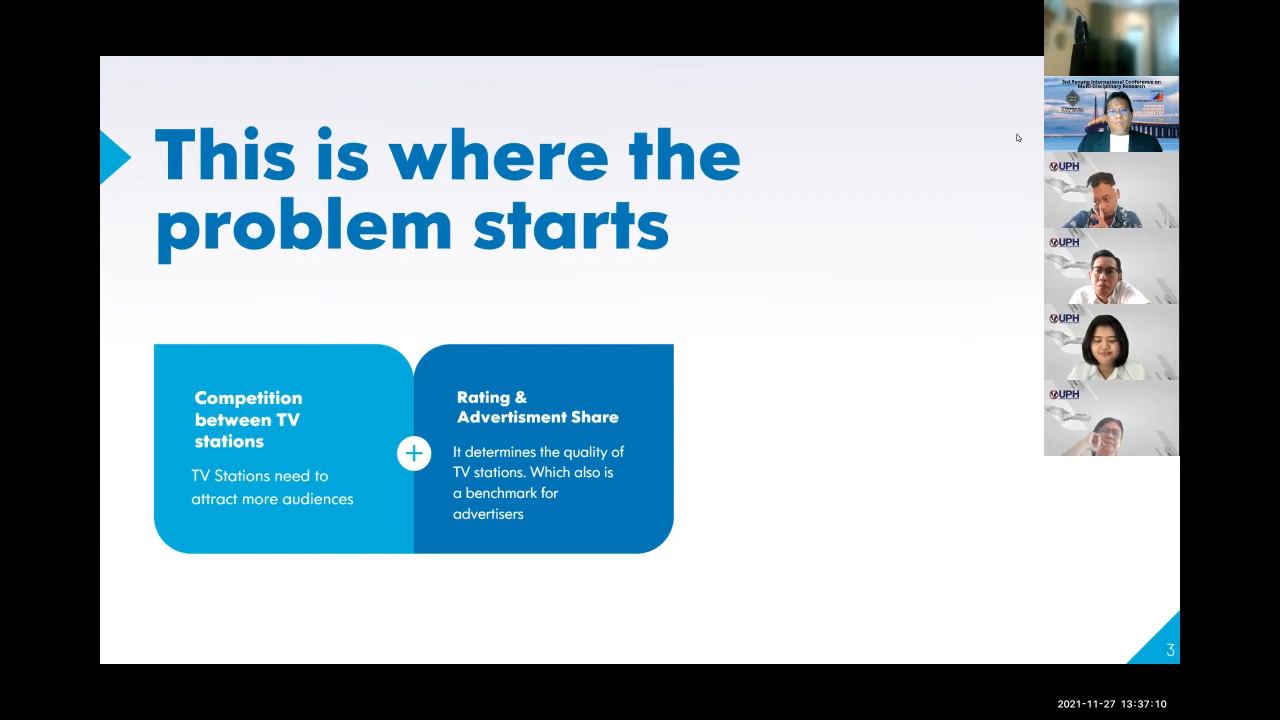 This is where the
problem starts
Competition
between TV
stations
TV Stations need to
attract more audiences
Rating &
Advertisment Share
It determines the quality of
TV stations. Which also is
a benchmark for
advertisers
3
3rd Penang International Conference on
Multi-Disciplinary Research
UPH
UPH
UPH
UPH
2021-11-27 13:37:10